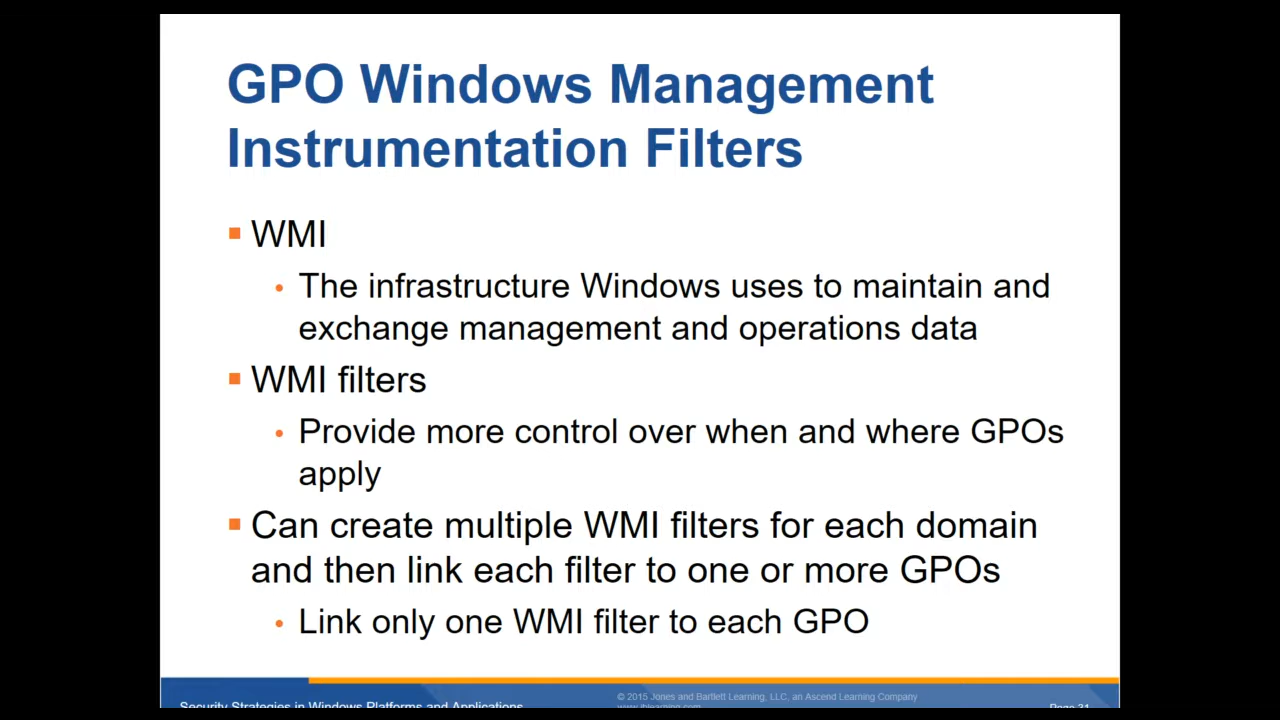 GPO Windows Management
Instrumentation Filters
WMI
The infrastructure Windows uses to maintain and
exchange management and operations data
WMI filters
Provide more control over when and where GPOs
apply
Can create multiple WMI filters for each domain
and then link each filter to one or more GPOs
Link only one WMI filter to each GPO
© 2015 Jones and Bartlett Learning, LLC, an Ascend Learning Company
www.jblearning.com
Security Strategies in Windows Platforms and Applications
Page 31